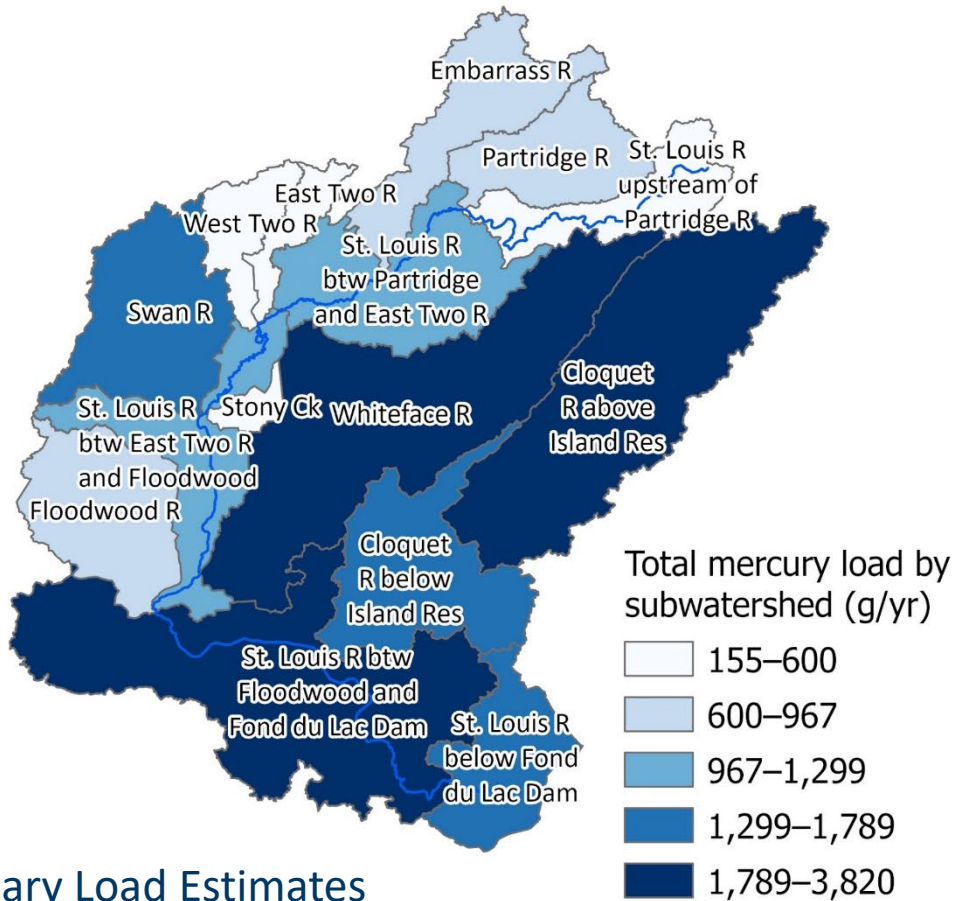 Embarrass R
Partridge R
St. Louis R
upstream of
Partridge R
East Two R
West Two R
St. Louis R
btw Partridge
and East Two R
Swan R
Cloquet
R above
Island Res
Stony Ck
Whiteface R
St. Louis R
btw East Two R
and Floodwood
Floodwood R
Cloquet
R below
Island Res
St. Louis R btw
Floodwood and
Fond du Lac Dam
St. Louis R
below Fond
du Lac Dam
Total mercury load by
subwatershed (g/yr)
155–600
600–967
967–1,299
1,299–1,789
1,789–3,820
ary Load Estimates